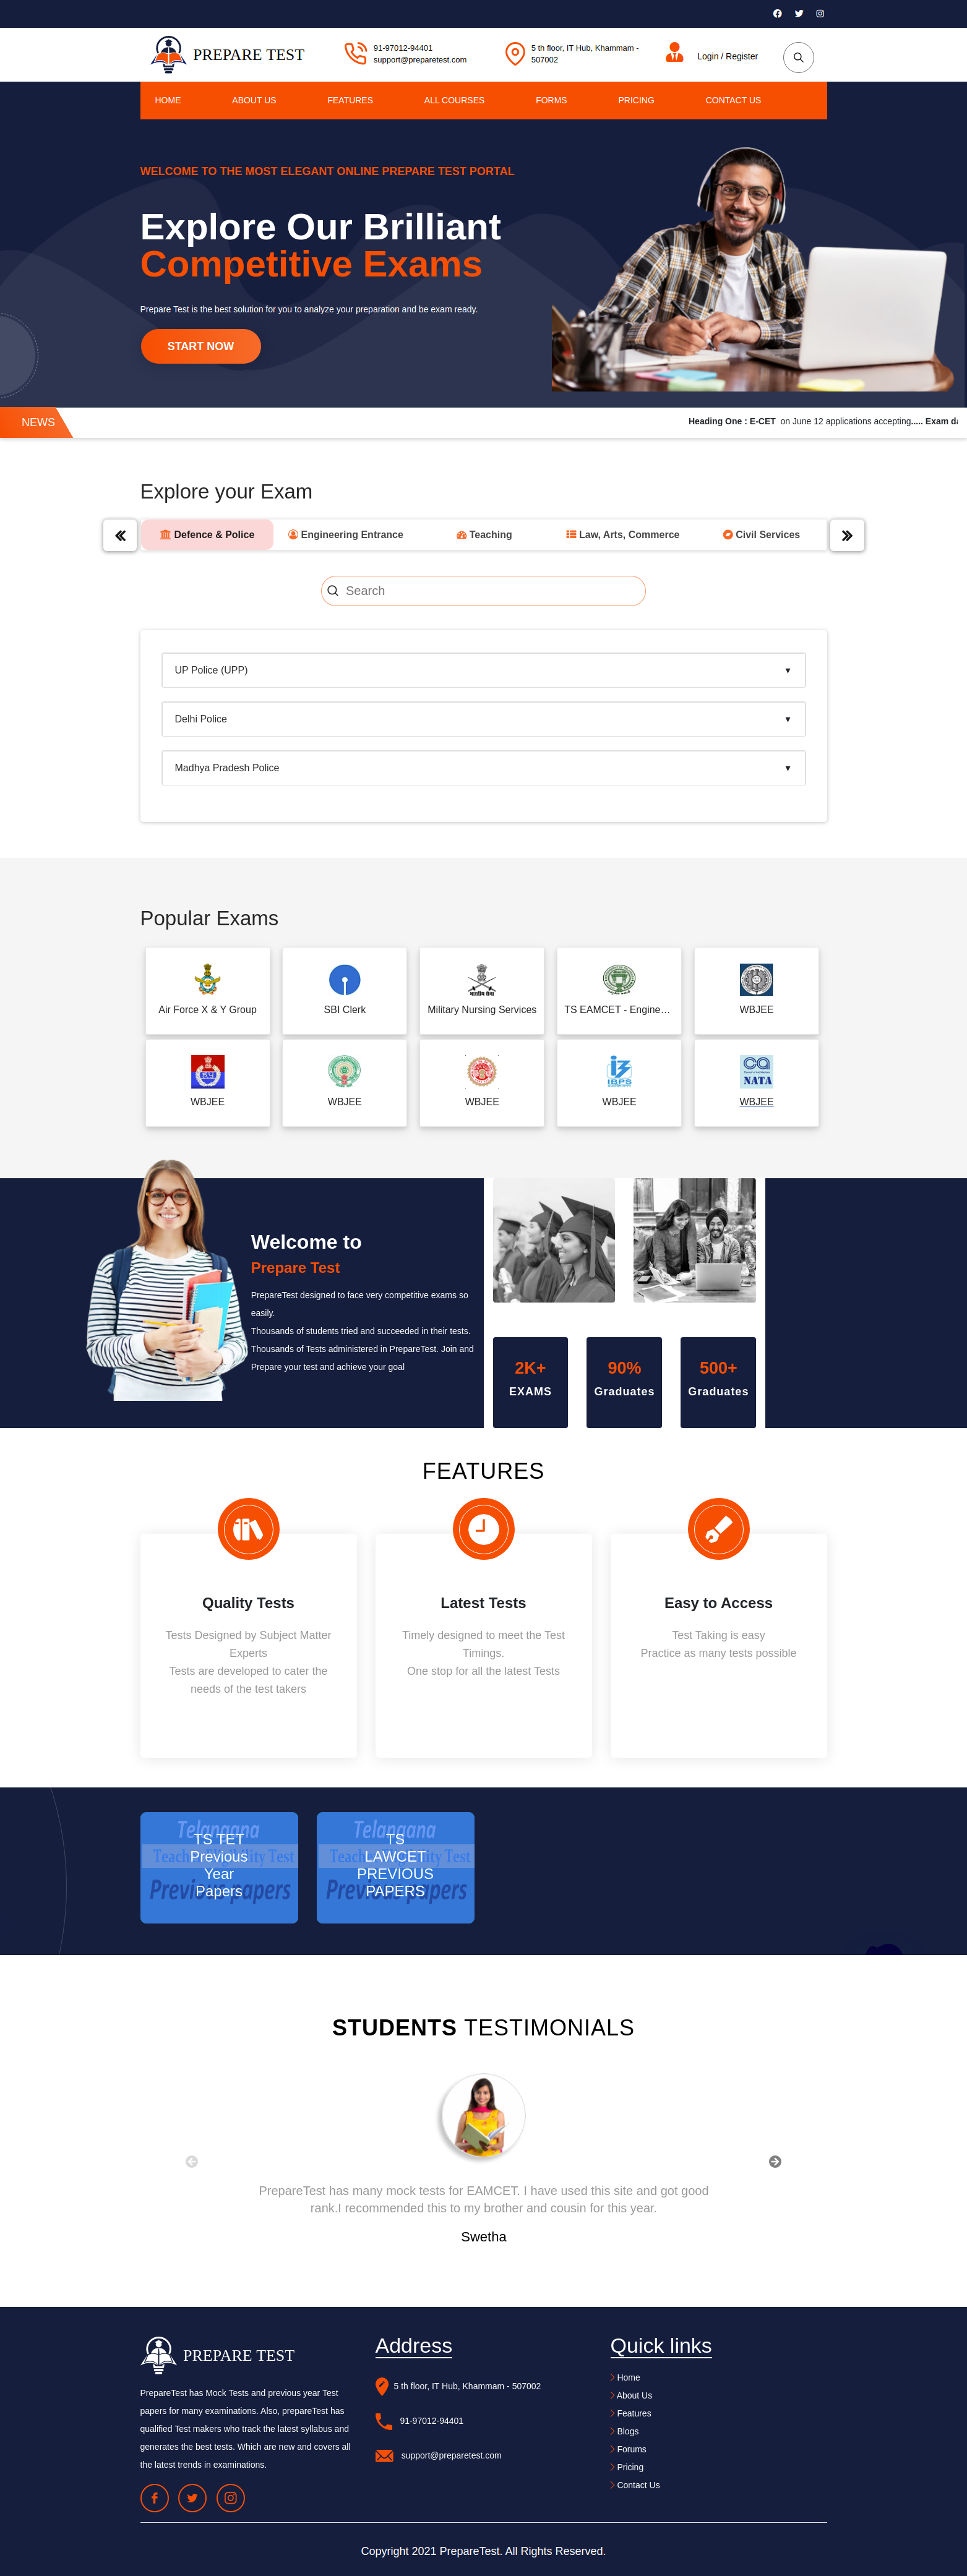 PREPARE TEST
91-97012-94401
support@preparetest.com
5 th floor, IT Hub, Khammam -
507002
Login / Register
HOME
ABOUT US
FEATURES
ALL COURSES
FORMS
PRICING
CONTACT US
WELCOME TO THE MOST ELEGANT ONLINE PREPARE TEST PORTAL
Explore Our Brilliant
Competitive Exams
Prepare Test is the best solution for you to analyze your preparation and be exam ready.
START NOW
NEWS
Heading One : E-CET on June 12 applications accepting..... Exam da
Explore your Exam
Defence & Police
Engineering Entrance
Teaching
Law, Arts, Commerce
Civil Services
Search
UP Police (UPP)
Delhi Police
Madhya Pradesh Police
Popular Exams
Air Force X & Y Group
SBI Clerk
Military Nursing Services
TS EAMCET - Engine...
WBJEE
WBJEE
WBJEE
WBJEE
IBPS
WBJEE
NATA
WBJEE
Welcome to
Prepare Test
PrepareTest designed to face very competitive exams so
easily.
Thousands of students tried and succeeded in their tests.
Thousands of Tests administered in PrepareTest. Join and
Prepare your test and achieve your goal
2K+
EXAMS
90%
Graduates
500+
Graduates
FEATURES
Quality Tests
Tests Designed by Subject Matter
Experts
Tests are developed to cater the
needs of the test takers
Latest Tests
Timely designed to meet the Test
Timings.
One stop for all the latest Tests
Easy to Access
Test Taking is easy
Practice as many tests possible
Telangana
Teacher Eligibility Test
Previous papers
TS TET
Previous
Year
Papers
Telangana
Teacher Eligibility Test
Previous papers
TS
LAWCET
PREVIOUS
PAPERS
STUDENTS TESTIMONIALS
PrepareTest has many mock tests for EAMCET. I have used this site and got good
rank.I recommended this to my brother and cousin for this year.
Swetha
PREPARE TEST
PrepareTest has Mock Tests and previous year Test
papers for many examinations. Also, prepareTest has
qualified Test makers who track the latest syllabus and
generates the best tests. Which are new and covers all
the latest trends in examinations.
Address
5 th floor, IT Hub, Khammam - 507002
91-97012-94401
support@preparetest.com
Quick links
Home
About Us
Features
Blogs
Forums
Pricing
Contact Us
Copyright 2021 PrepareTest. All Rights Reserved.